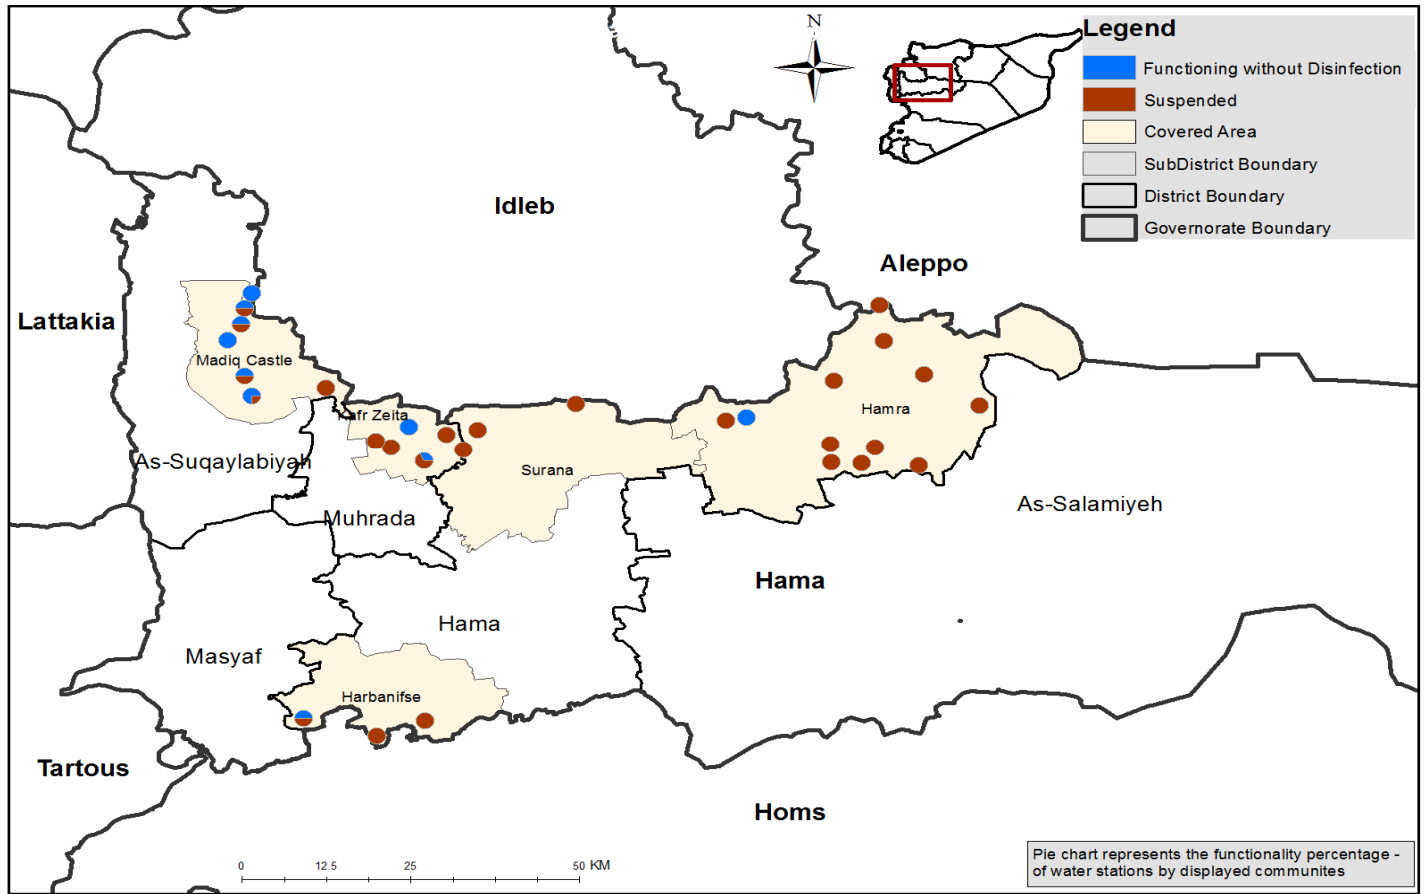 N
Legend
Functioning without Disinfection
Suspended
Covered Area
SubDistrict Boundary
District Boundary
Governorate Boundary
Idleb
Aleppo
Lattakia
Madiq Castle
Kafr Zeita
Hamra
As-Suqaylabiyah
Surana
Muhrada
As-Salamiyeh
Hama
Hama
Masyaf
Harbanifse
Tartous
Homs
0 12.5 25 50 KM
Pie chart represents the functionality percentage -
of water stations by displayed communites